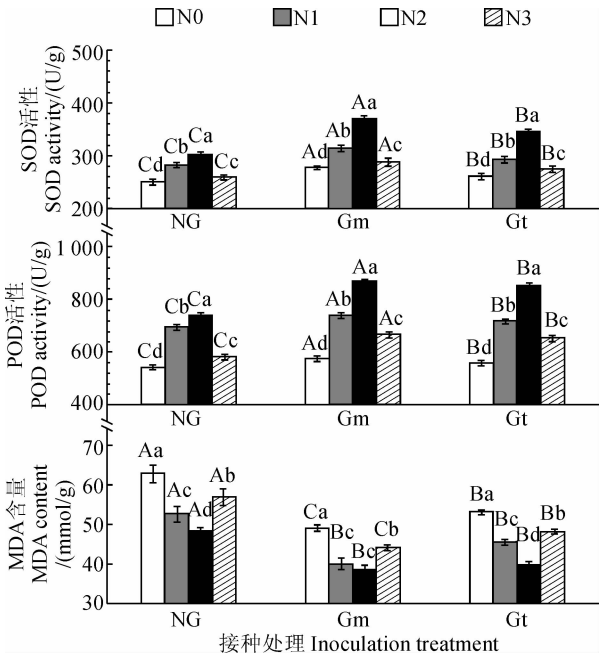 N0 N1 N2 N3
SOD活性
SOD activity/(U/g)
500
400
300
200
Cd Cb Ca Cc
Ad Ab Aa Ac
Bd Bb Ba Bc
NG Gm Gt
POD活性
POD activity/(U/g)
1 000
800
600
400
Cd Cb Ca Cc
Ad Ab Aa Ac
Bd Bb Ba Bc
NG Gm Gt
MDA含量
MDA content
/(mmol/g)
70
60
50
40
30
Aa Ac Ad Ab
Ca Bc Bc Cb
Ba Bc Bd Bb
NG Gm Gt
接种处理 Inoculation treatment